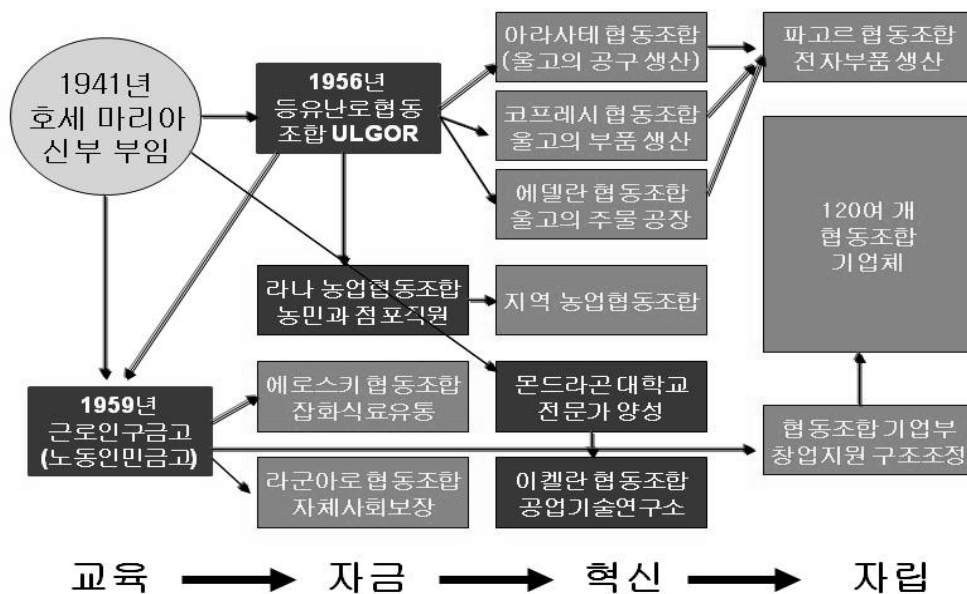 1941년
호세 마리아
신부 부임
1956년
등유난로협동
조합 ULGOR
아라사테 협동조합
(울고의 공구 생산)
파고르 협동조합
전자부품 생산
코프레시 협동조합
울고의 부품 생산
에델란 협동조합
울고의 주물 공장
120여 개
협동조합
기업체
라나 농업협동조합
농민과 점포직원
지역 농업협동조합
1959년
근로인구금고
(노동인민금고)
에로스키 협동조합
잡화식료유통
몬드라곤 대학교
전문가 양성
협동조합 기업부
창업지원 구조조정
라군아로 협동조합
자체사회보장
이켈란 협동조합
공업기술연구소
교육
자금
혁신
자립